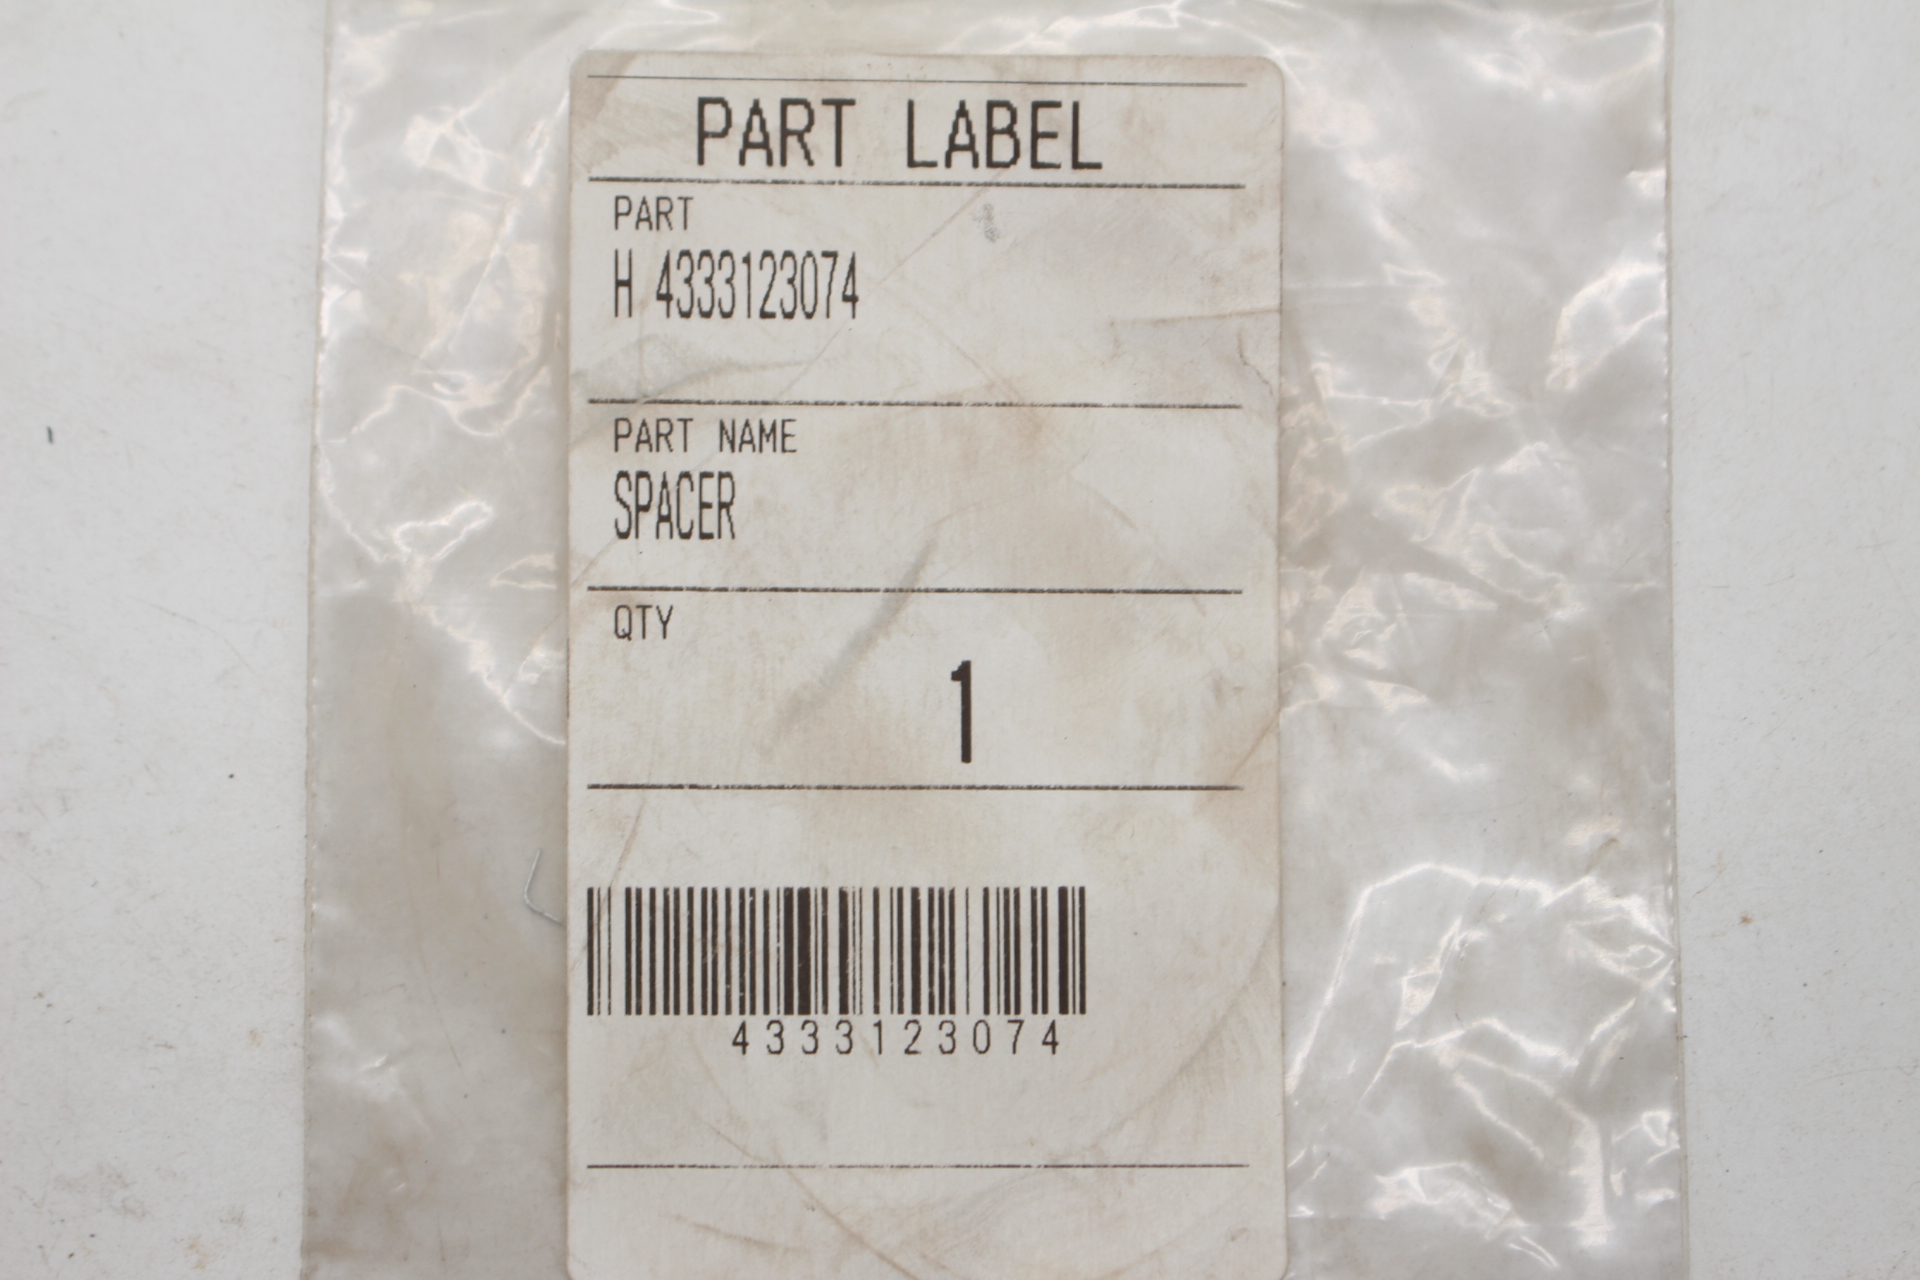 PART LABEL
PART
H 4333123074
PART NAME
SPACER
QTY
1
4333123074